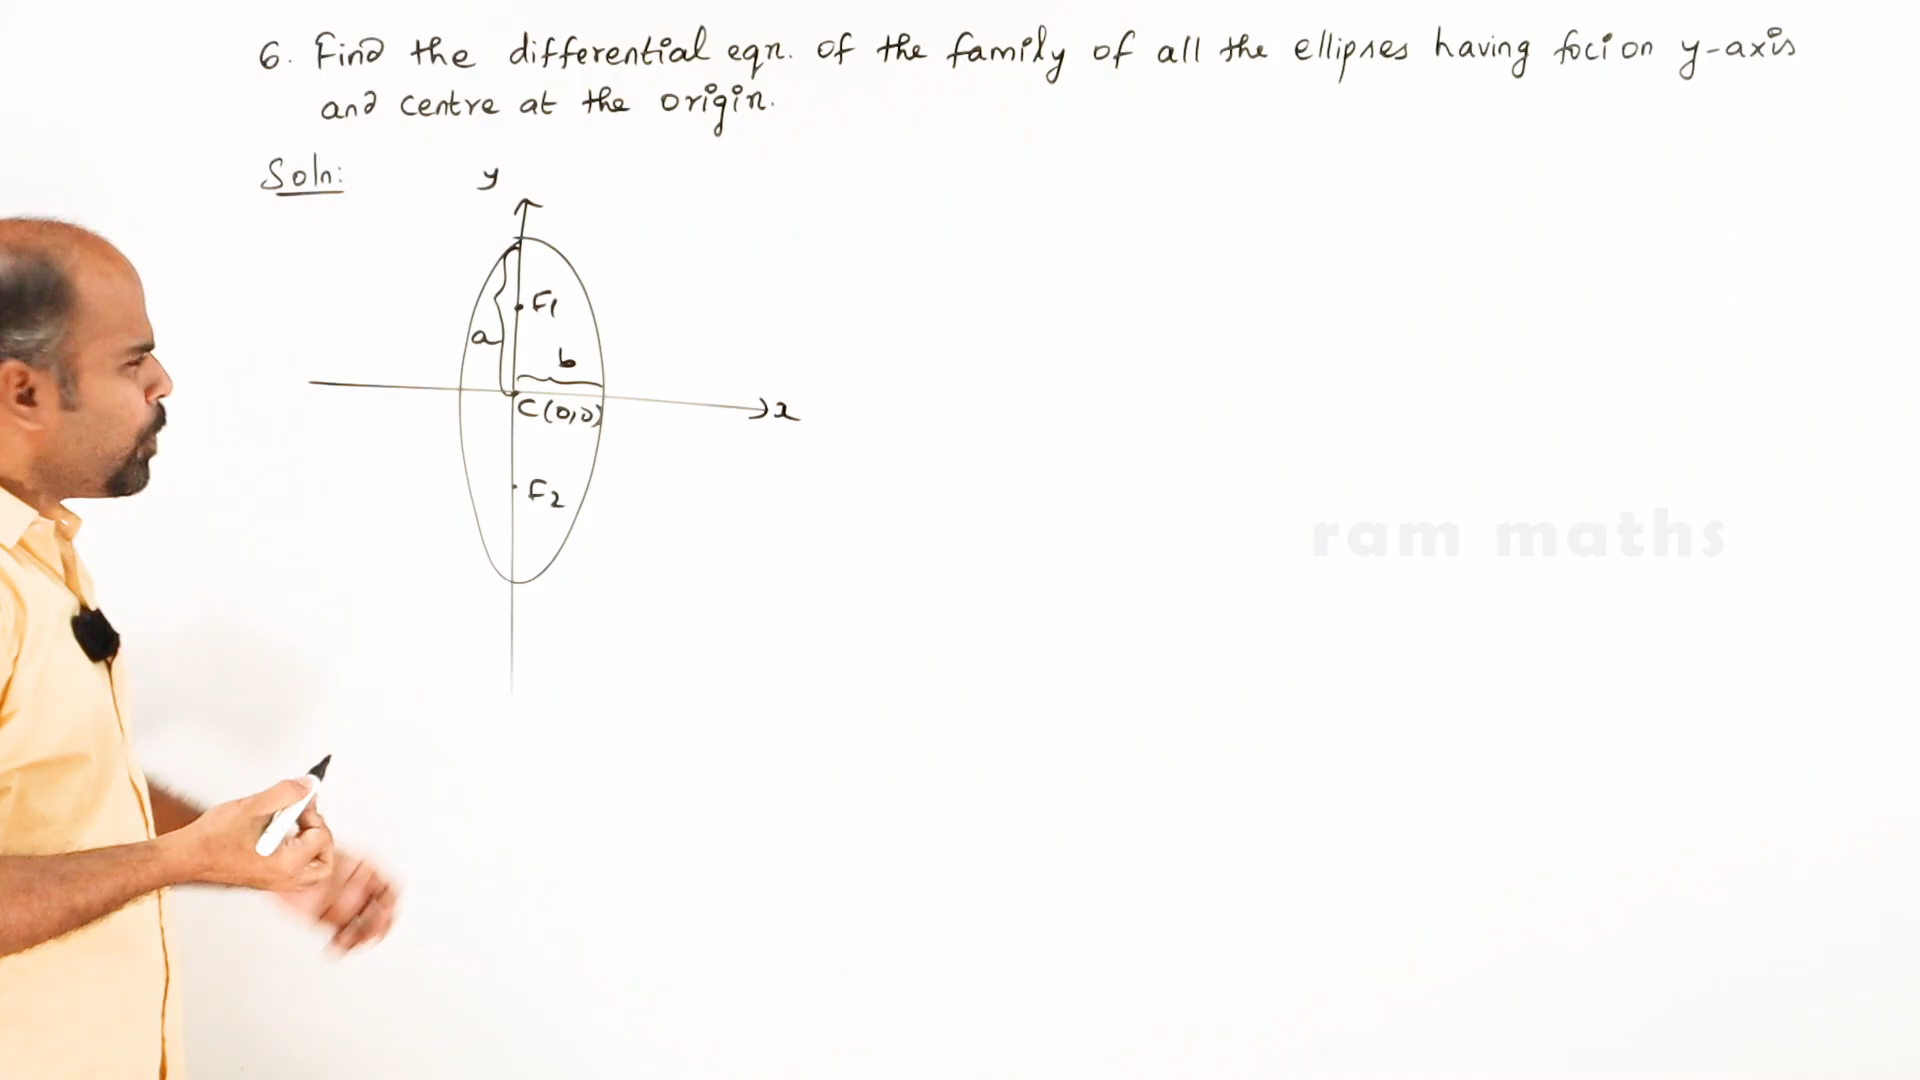 6. Find the differential eqn. of the family of all the ellipses having foci on y-axis
and centre at the origin.
Soln:
y
F1
a
b
C(0,0)
x
F2
ram maths